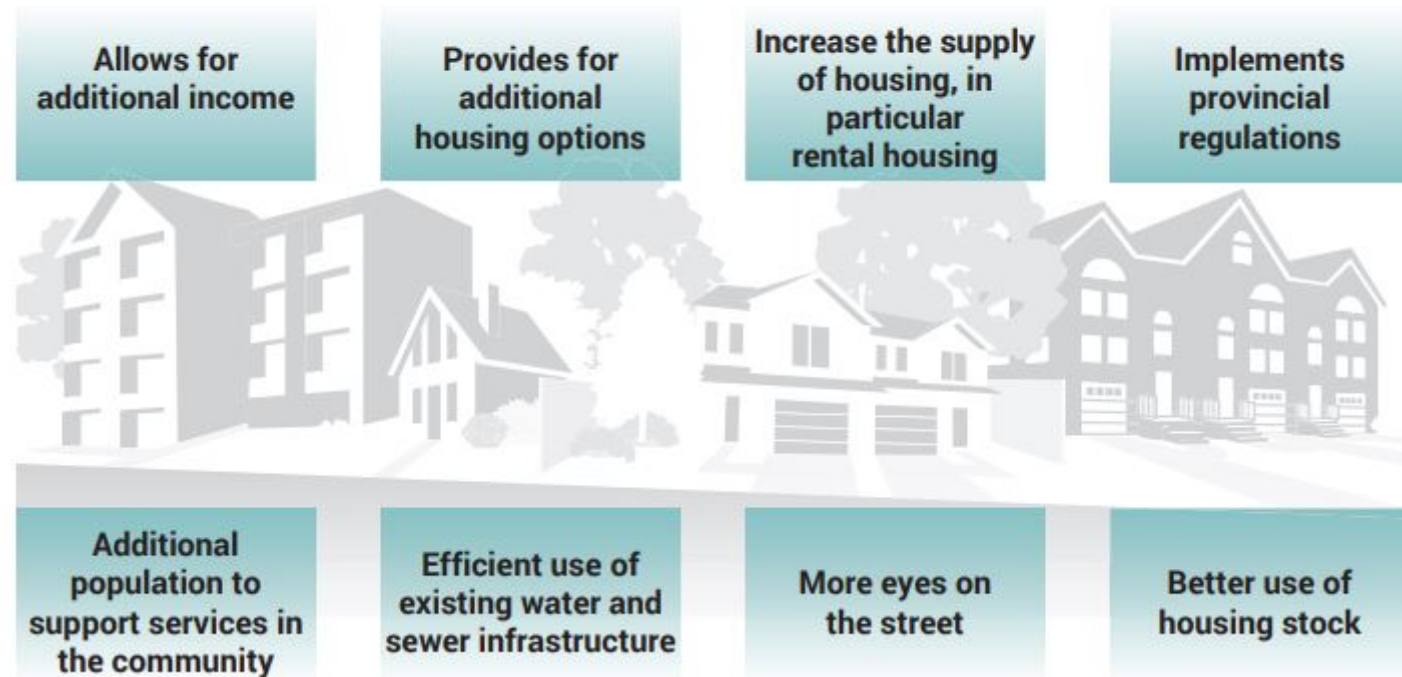 Allows for
additional income
Provides for
additional
housing options
Increase the supply
of housing, in
particular
rental housing
Implements
provincial
regulations
Additional
population to
support services in
the community
Efficient use of
existing water and
sewer infrastructure
More eyes on
the street
Better use of
housing stock